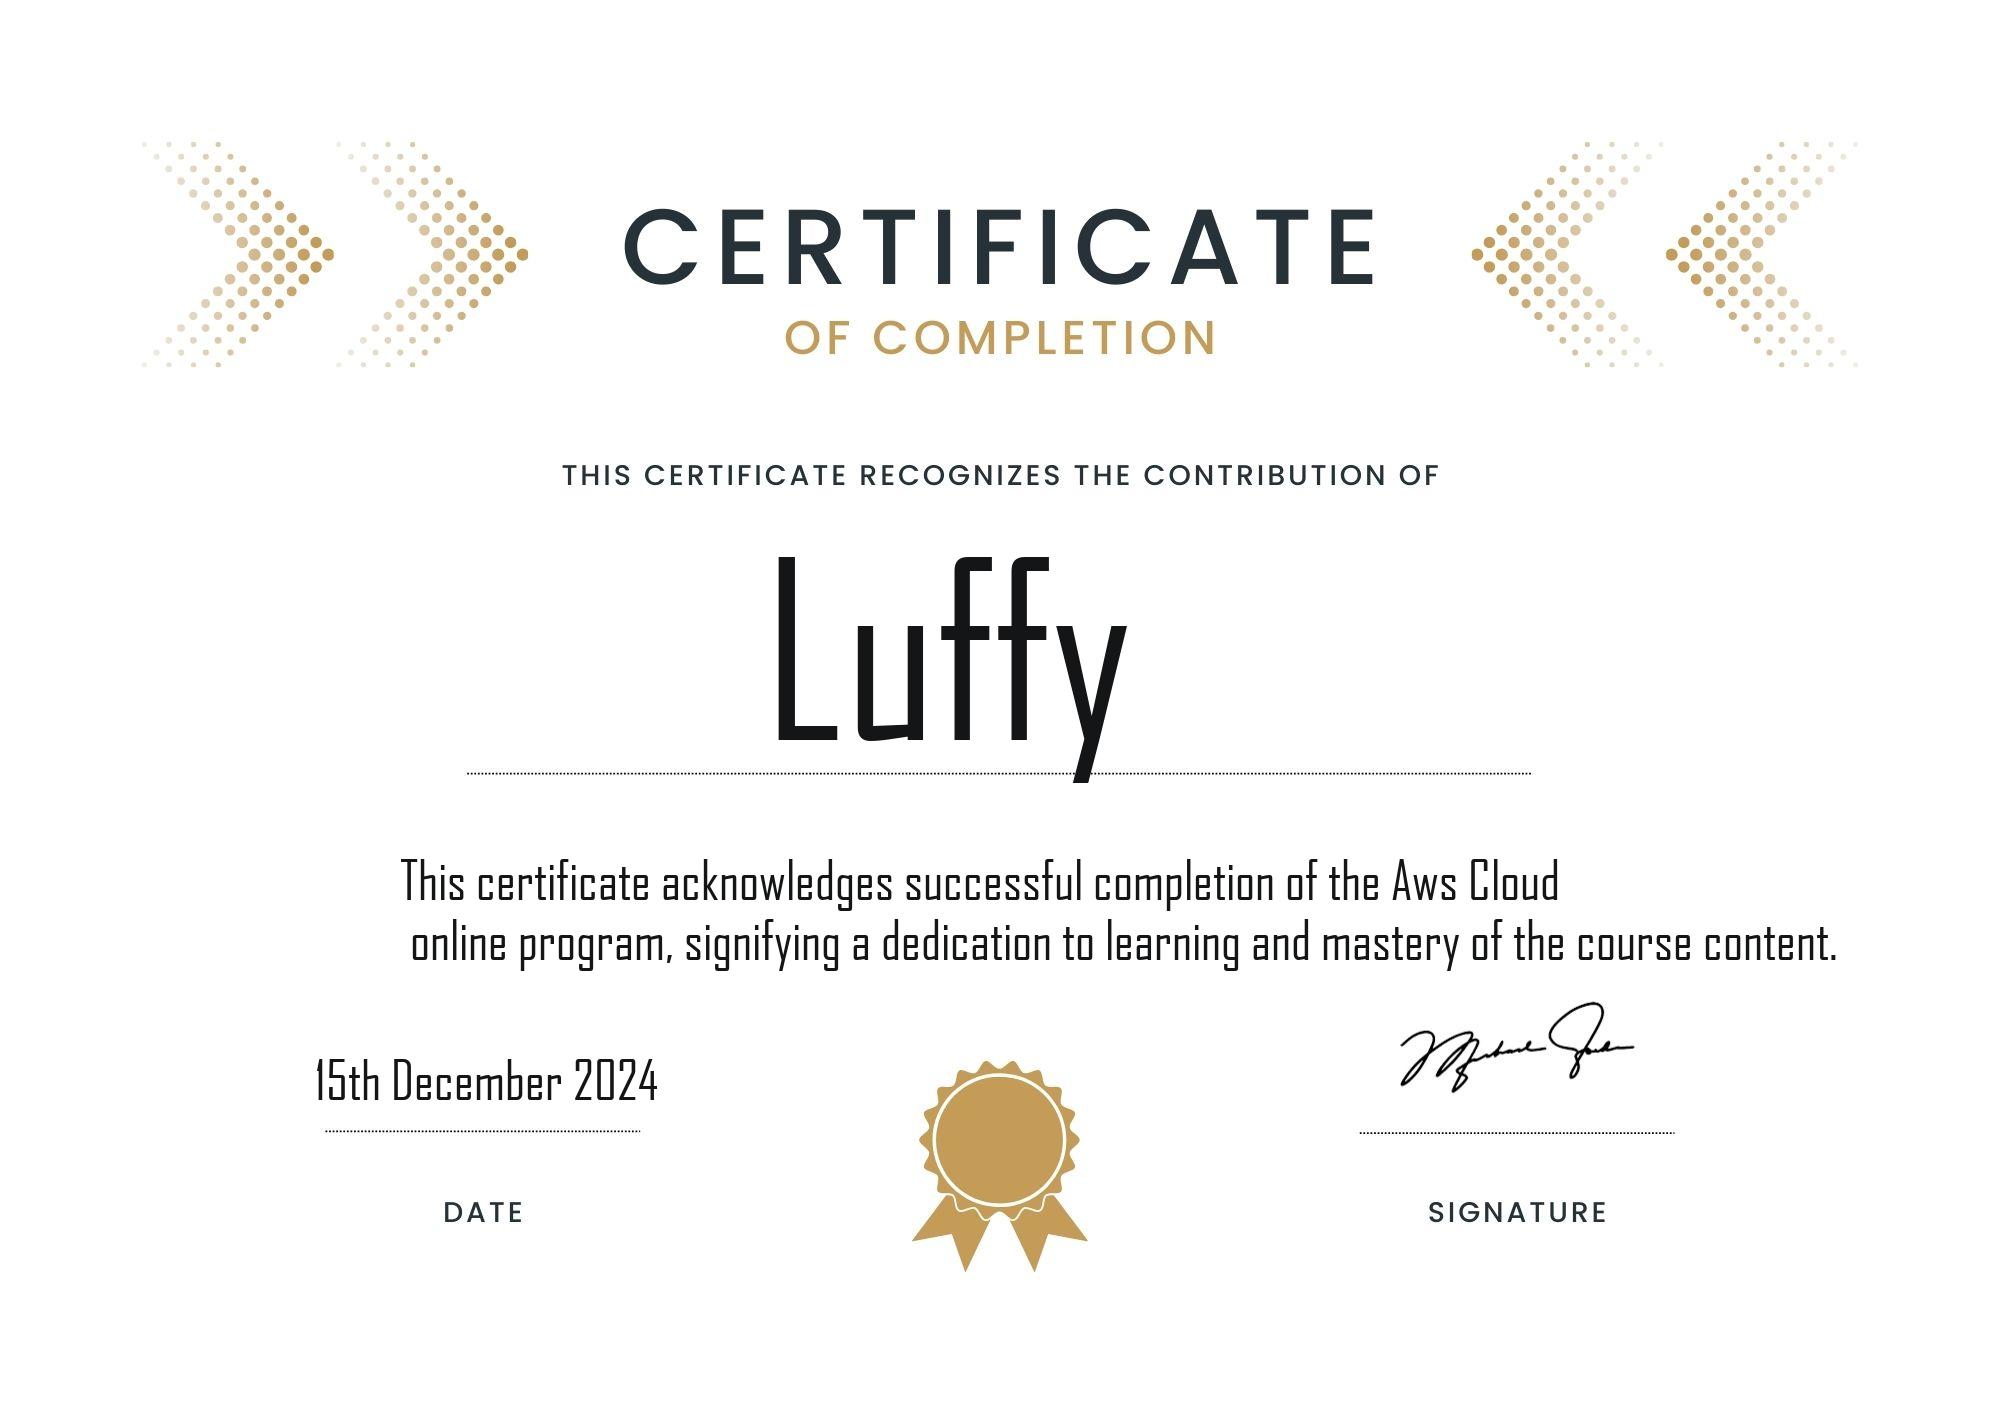 CERTIFICATE
OF COMPLETION
THIS CERTIFICATE RECOGNIZES THE CONTRIBUTION OF
Luffy
This certificate acknowledges successful completion of the Aws Cloud
online program, signifying a dedication to learning and mastery of the course content.
15th December 2024
DATE
SIGNATURE